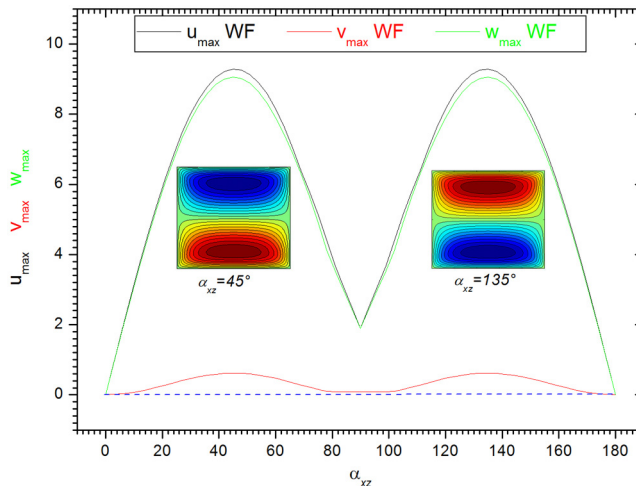 u_max WF v_max WF w_max WF
10
8
6
4
2
0
u_max v_max w_max
α_xz=45°
α_xz=135°
0 20 40 60 80 100 120 140 160 180
α_xz